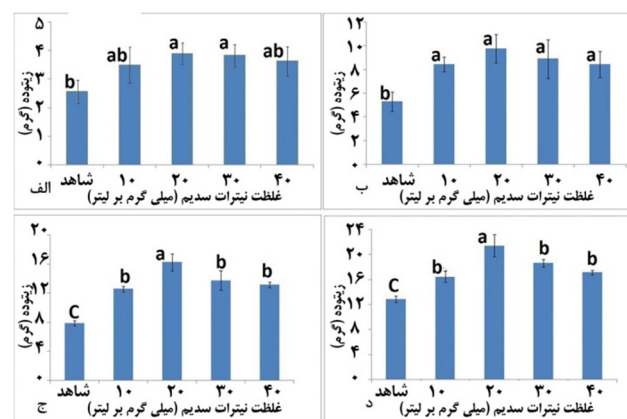 ۵
۴
۳
۲
۱
۰
زیتوده (گرم)
b
ab
a
a
ab
شاهد ۱۰ ۲۰ ۳۰ ۴۰
غلظت نیترات سدیم (میلی گرم بر لیتر)
الف
۱۲
۱۰
۸
۶
۴
۲
۰
زیتوده (گرم)
b
a
a
a
a
شاهد ۱۰ ۲۰ ۳۰ ۴۰
غلظت نیترات سدیم (میلی گرم بر لیتر)
ب
۲۰
۱۶
۱۲
۸
۴
۰
زیتوده (گرم)
C
b
a
b
b
شاهد ۱۰ ۲۰ ۳۰ ۴۰
غلظت نیترات سدیم (میلی گرم بر لیتر)
ج
۲۴
۲۰
۱۶
۱۲
۸
۴
۰
زیتوده (گرم)
C
b
a
b
b
شاهد ۱۰ ۲۰ ۳۰ ۴۰
غلظت نیترات سدیم (میلی گرم بر لیتر)
د